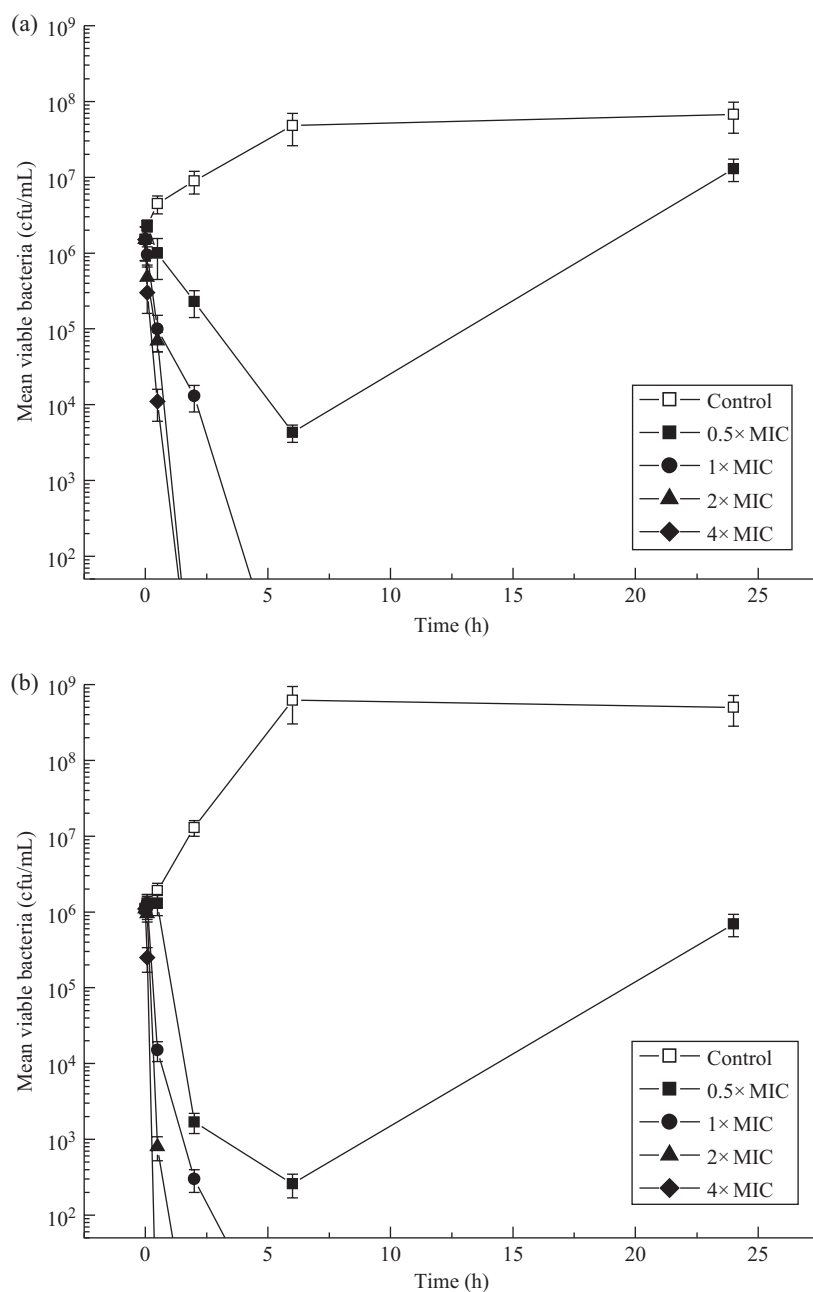 (a)
10⁹
10⁸
10⁷
10⁶
10⁵
10⁴
10³
10²
Mean viable bacteria (cfu/mL)
Control
0.5× MIC
1× MIC
2× MIC
4× MIC
0 5 10 15 20 25
Time (h)
(b)
10⁹
10⁸
10⁷
10⁶
10⁵
10⁴
10³
10²
Mean viable bacteria (cfu/mL)
Control
0.5× MIC
1× MIC
2× MIC
4× MIC
0 5 10 15 20 25
Time (h)